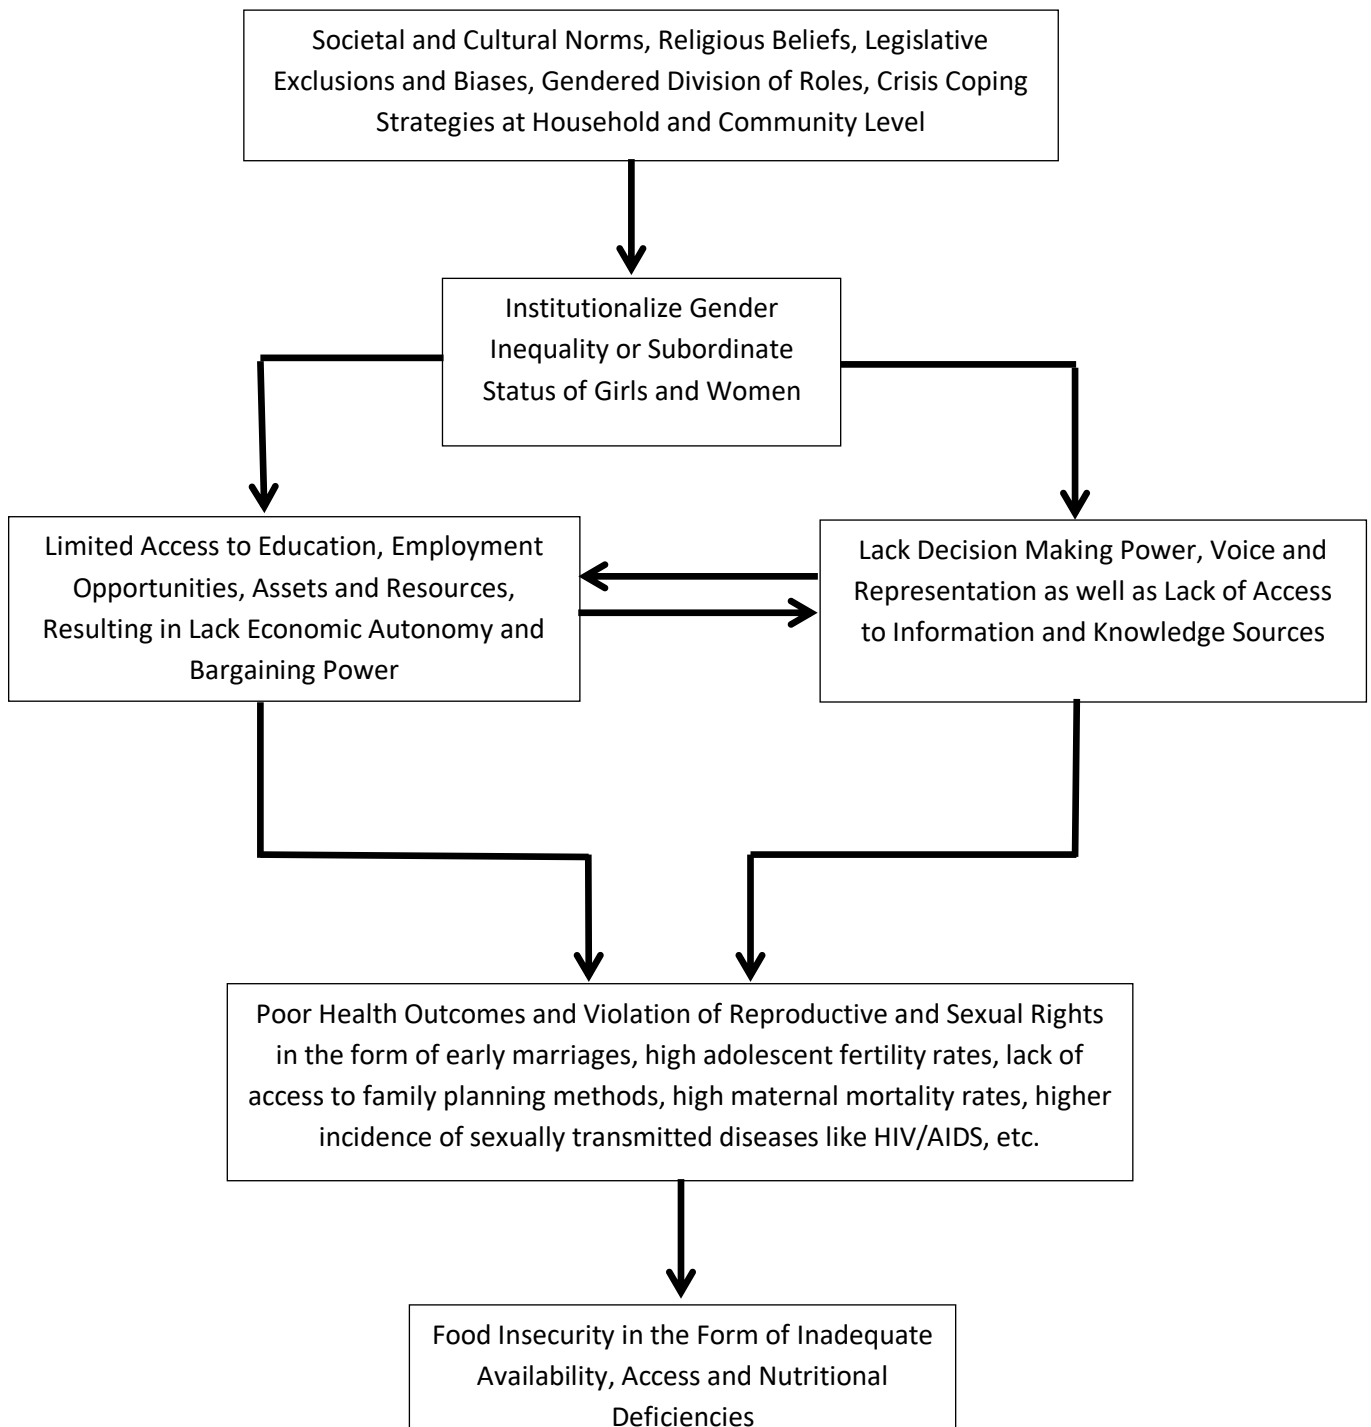 Societal and Cultural Norms, Religious Beliefs, Legislative
Exclusions and Biases, Gendered Division of Roles, Crisis Coping
Strategies at Household and Community Level
Institutionalize Gender
Inequality or Subordinate
Status of Girls and Women
Limited Access to Education, Employment
Opportunities, Assets and Resources,
Resulting in Lack Economic Autonomy and
Bargaining Power
Lack Decision Making Power, Voice and
Representation as well as Lack of Access
to Information and Knowledge Sources
Poor Health Outcomes and Violation of Reproductive and Sexual Rights
in the form of early marriages, high adolescent fertility rates, lack of
access to family planning methods, high maternal mortality rates, higher
incidence of sexually transmitted diseases like HIV/AIDS, etc.
Food Insecurity in the Form of Inadequate
Availability, Access and Nutritional
Deficiencies